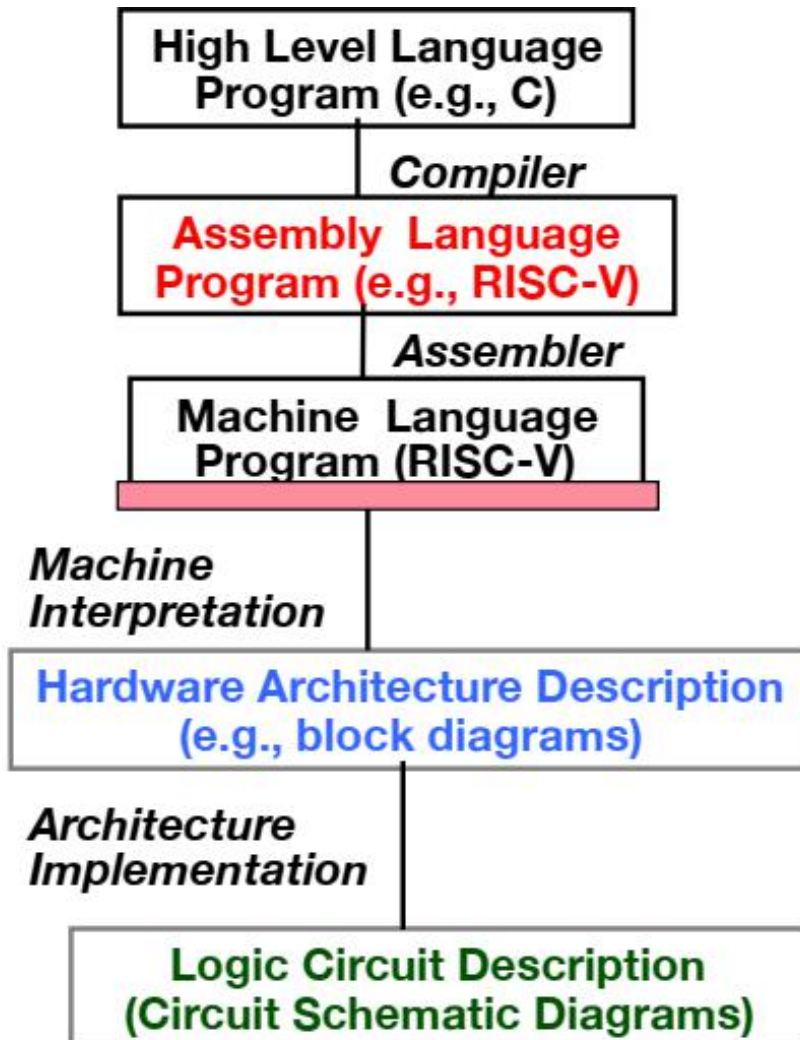 High Level Language
Program (e.g., C)
Compiler
Assembly Language
Program (e.g., RISC-V)
Assembler
Machine Language
Program (RISC-V)
Machine
Interpretation
Hardware Architecture Description
(e.g., block diagrams)
Architecture
Implementation
Logic Circuit Description
(Circuit Schematic Diagrams)